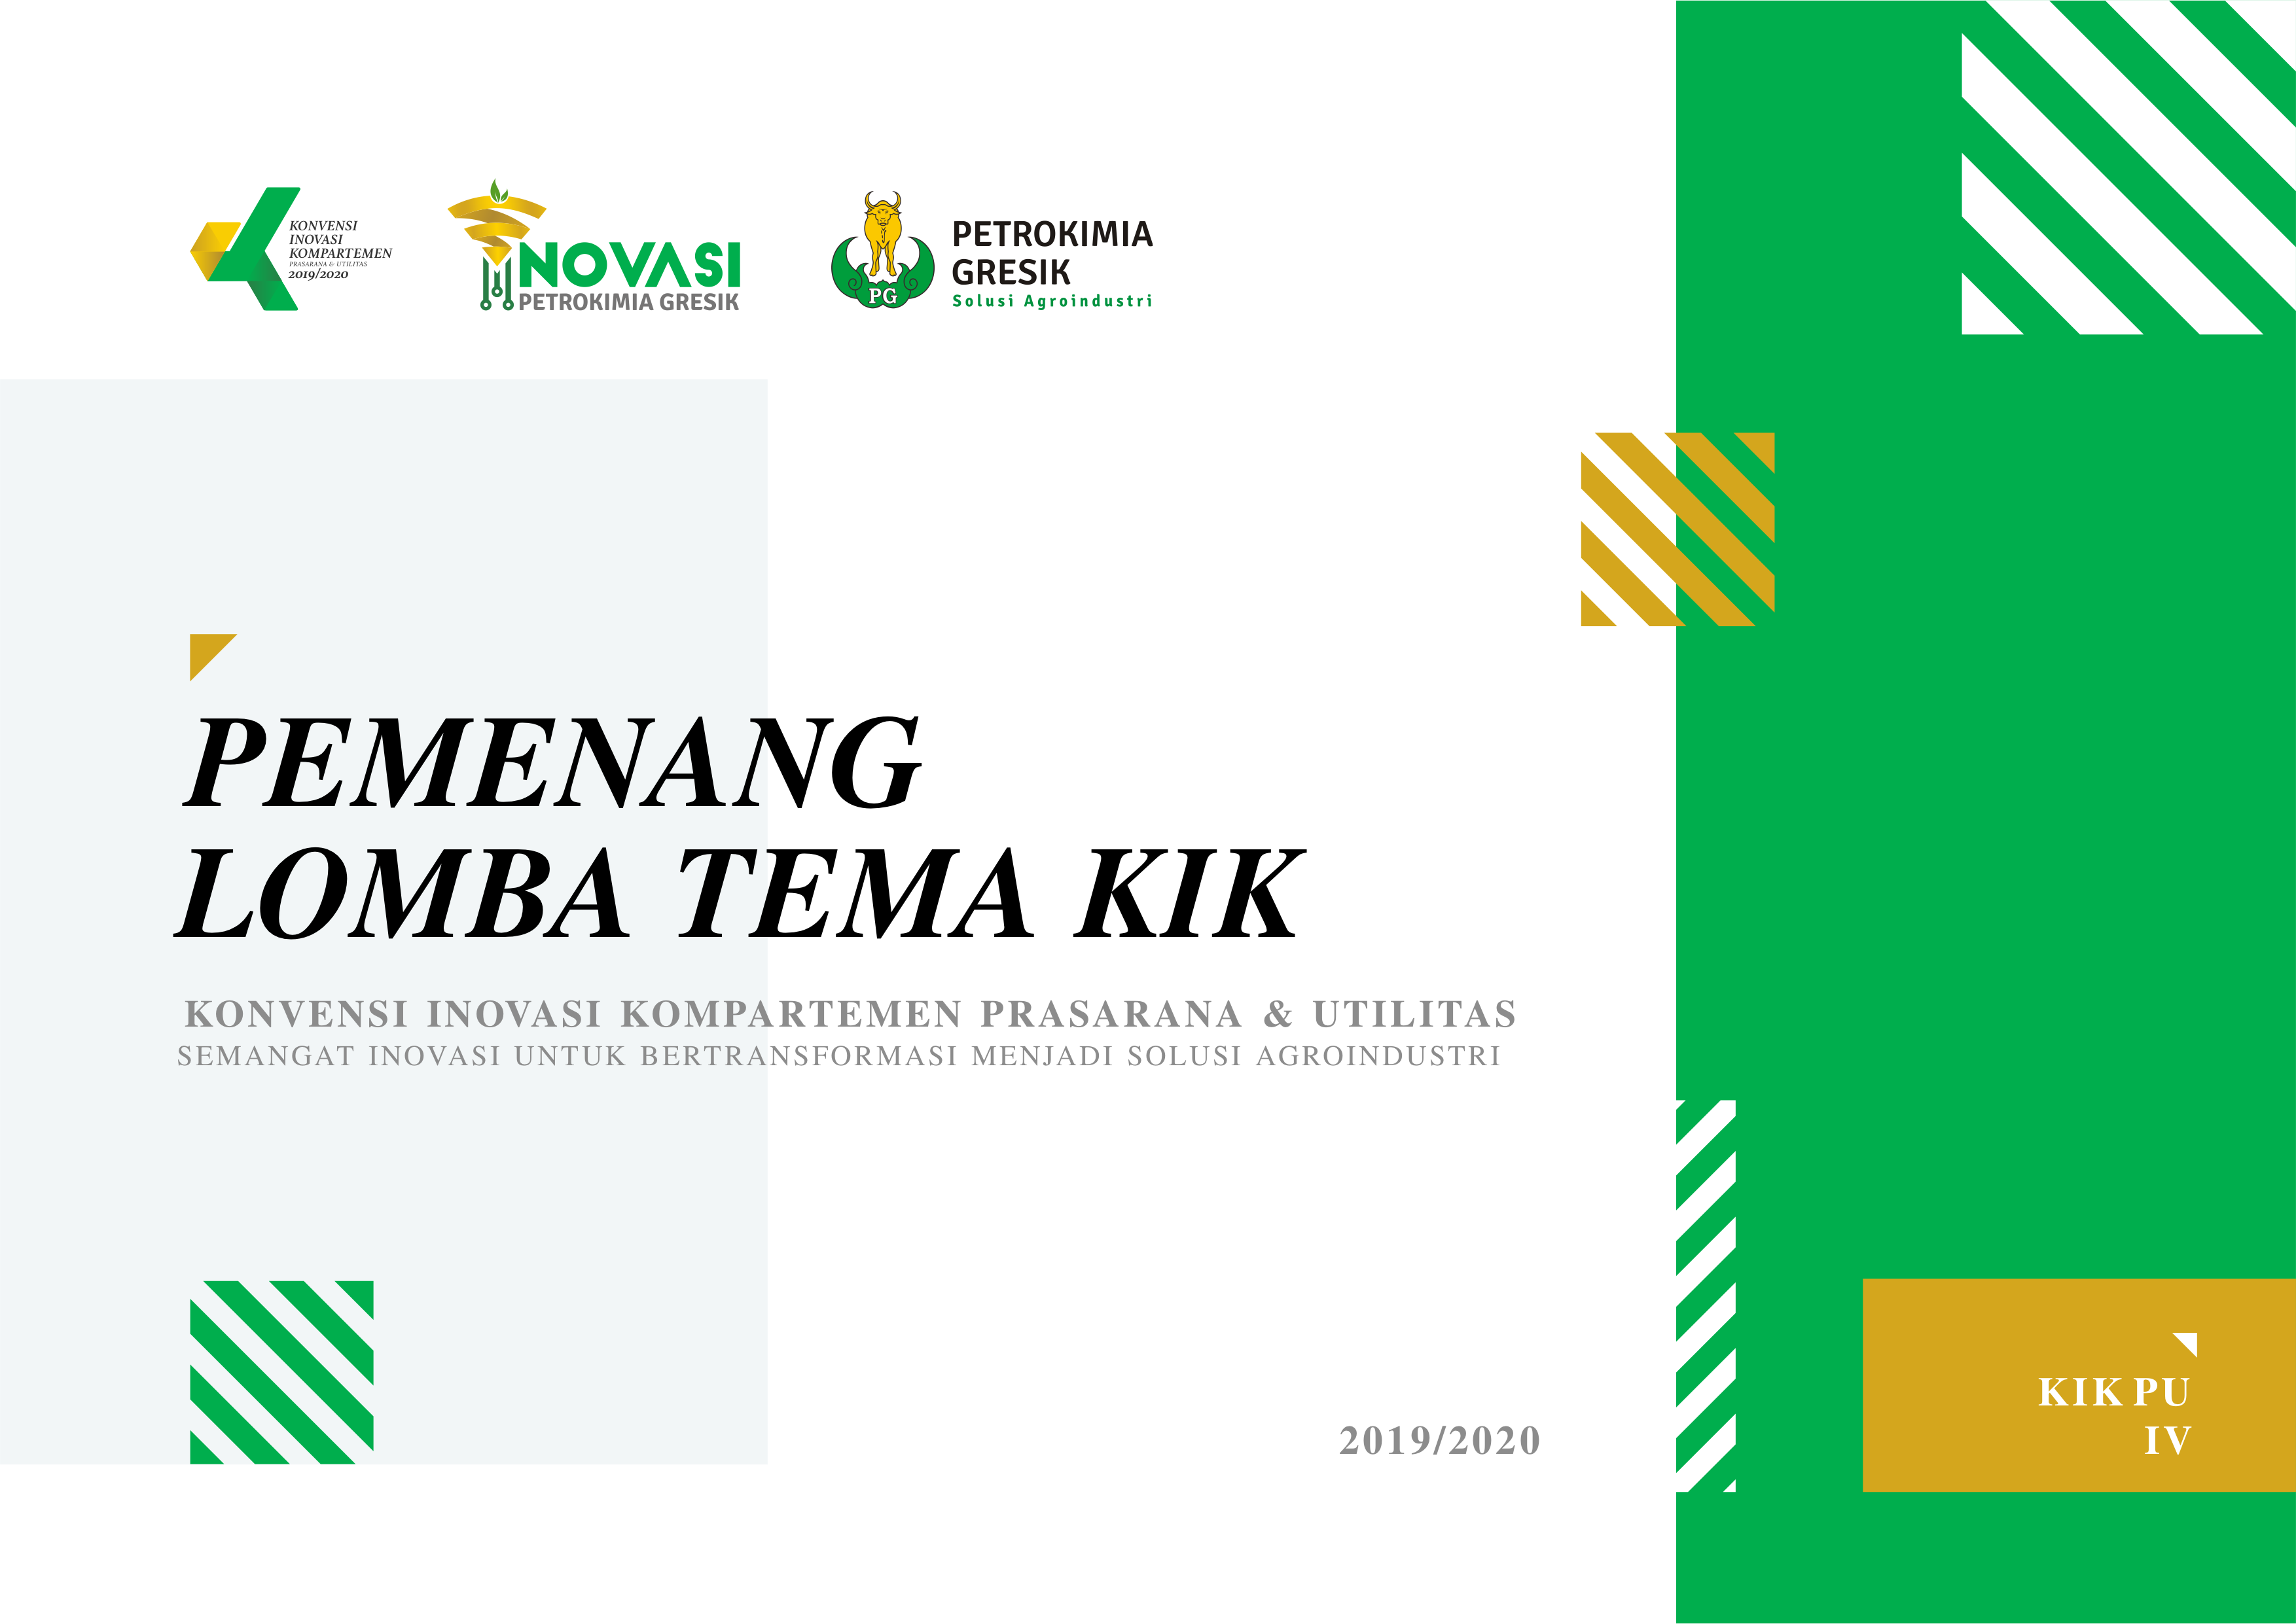 KONVENSI
INOVASI
KOMPARTEMEN
PRASARANA & UTILITAS
2019/2020
INOVASI
PETROKIMIA GRESIK
PG
PETROKIMIA
GRESIK
Solusi Agroindustri
PEMENANG
LOMBA TEMA KIK
KONVENSI INOVASI KOMPARTEMEN PRASARANA & UTILITAS
SEMANGAT INOVASI UNTUK BERTRANSFORMASI MENJADI SOLUSI AGROINDUSTRI
2019/2020
KIK PU
IV